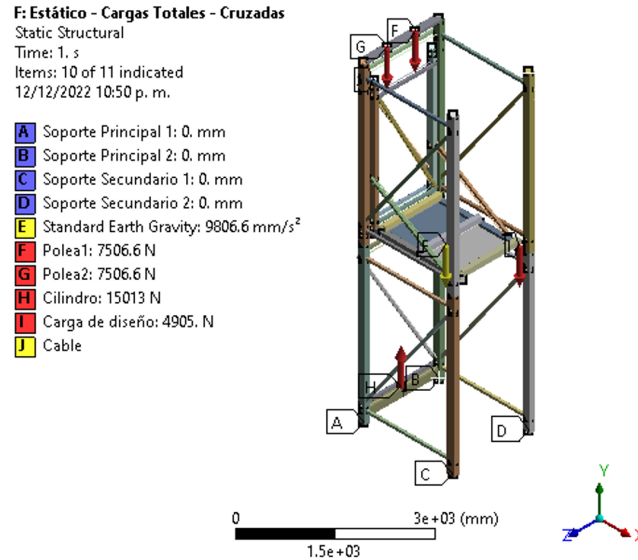 F: Estático - Cargas Totales - Cruzadas
Static Structural
Time: 1. s
Items: 10 of 11 indicated
12/12/2022 10:50 p. m.
A Soporte Principal 1: 0. mm
B Soporte Principal 2: 0. mm
C Soporte Secundario 1: 0. mm
D Soporte Secundario 2: 0. mm
E Standard Earth Gravity: 9806.6 mm/s²
F Polea1: 7506.6 N
G Polea2: 7506.6 N
H Cilindro: 15013 N
I Carga de diseño: 4905. N
J Cable
G F
E I
H B
A
C D
0 3e+03 (mm)
1.5e+03
Y
Z X